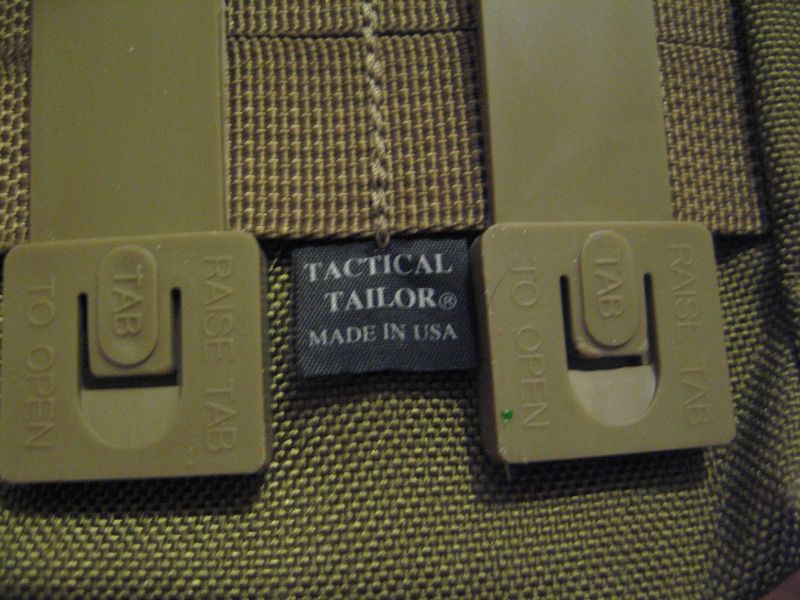 TACTICAL
TAILOR®
MADE IN USA
RAISE TAB
TAB
TO OPEN
RAISE TAB
TAB
TO OPEN